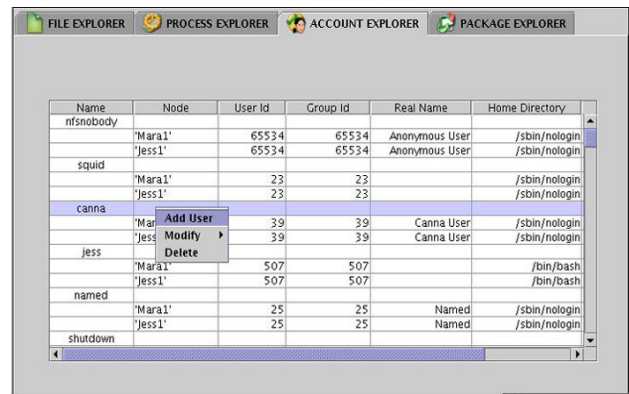 FILE EXPLORER PROCESS EXPLORER ACCOUNT EXPLORER PACKAGE EXPLORER
Name Node User Id Group Id Real Name Home Directory
nfsnobody
'Mara1' 65534 65534 Anonymous User /sbin/nologin
'Jess1' 65534 65534 Anonymous User /sbin/nologin
squid
'Mara1' 23 23 /sbin/nologin
'Jess1' 23 23 /sbin/nologin
canna
Add User
'Mar 39 39 Canna User /sbin/nologin
Modify
'Jess 39 39 Canna User /sbin/nologin
Delete
jess
'Mara1' 507 507 /bin/bash
'Jess1' 507 507 /bin/bash
named
'Mara1' 25 25 Named /sbin/nologin
'Jess1' 25 25 Named /sbin/nologin
shutdown